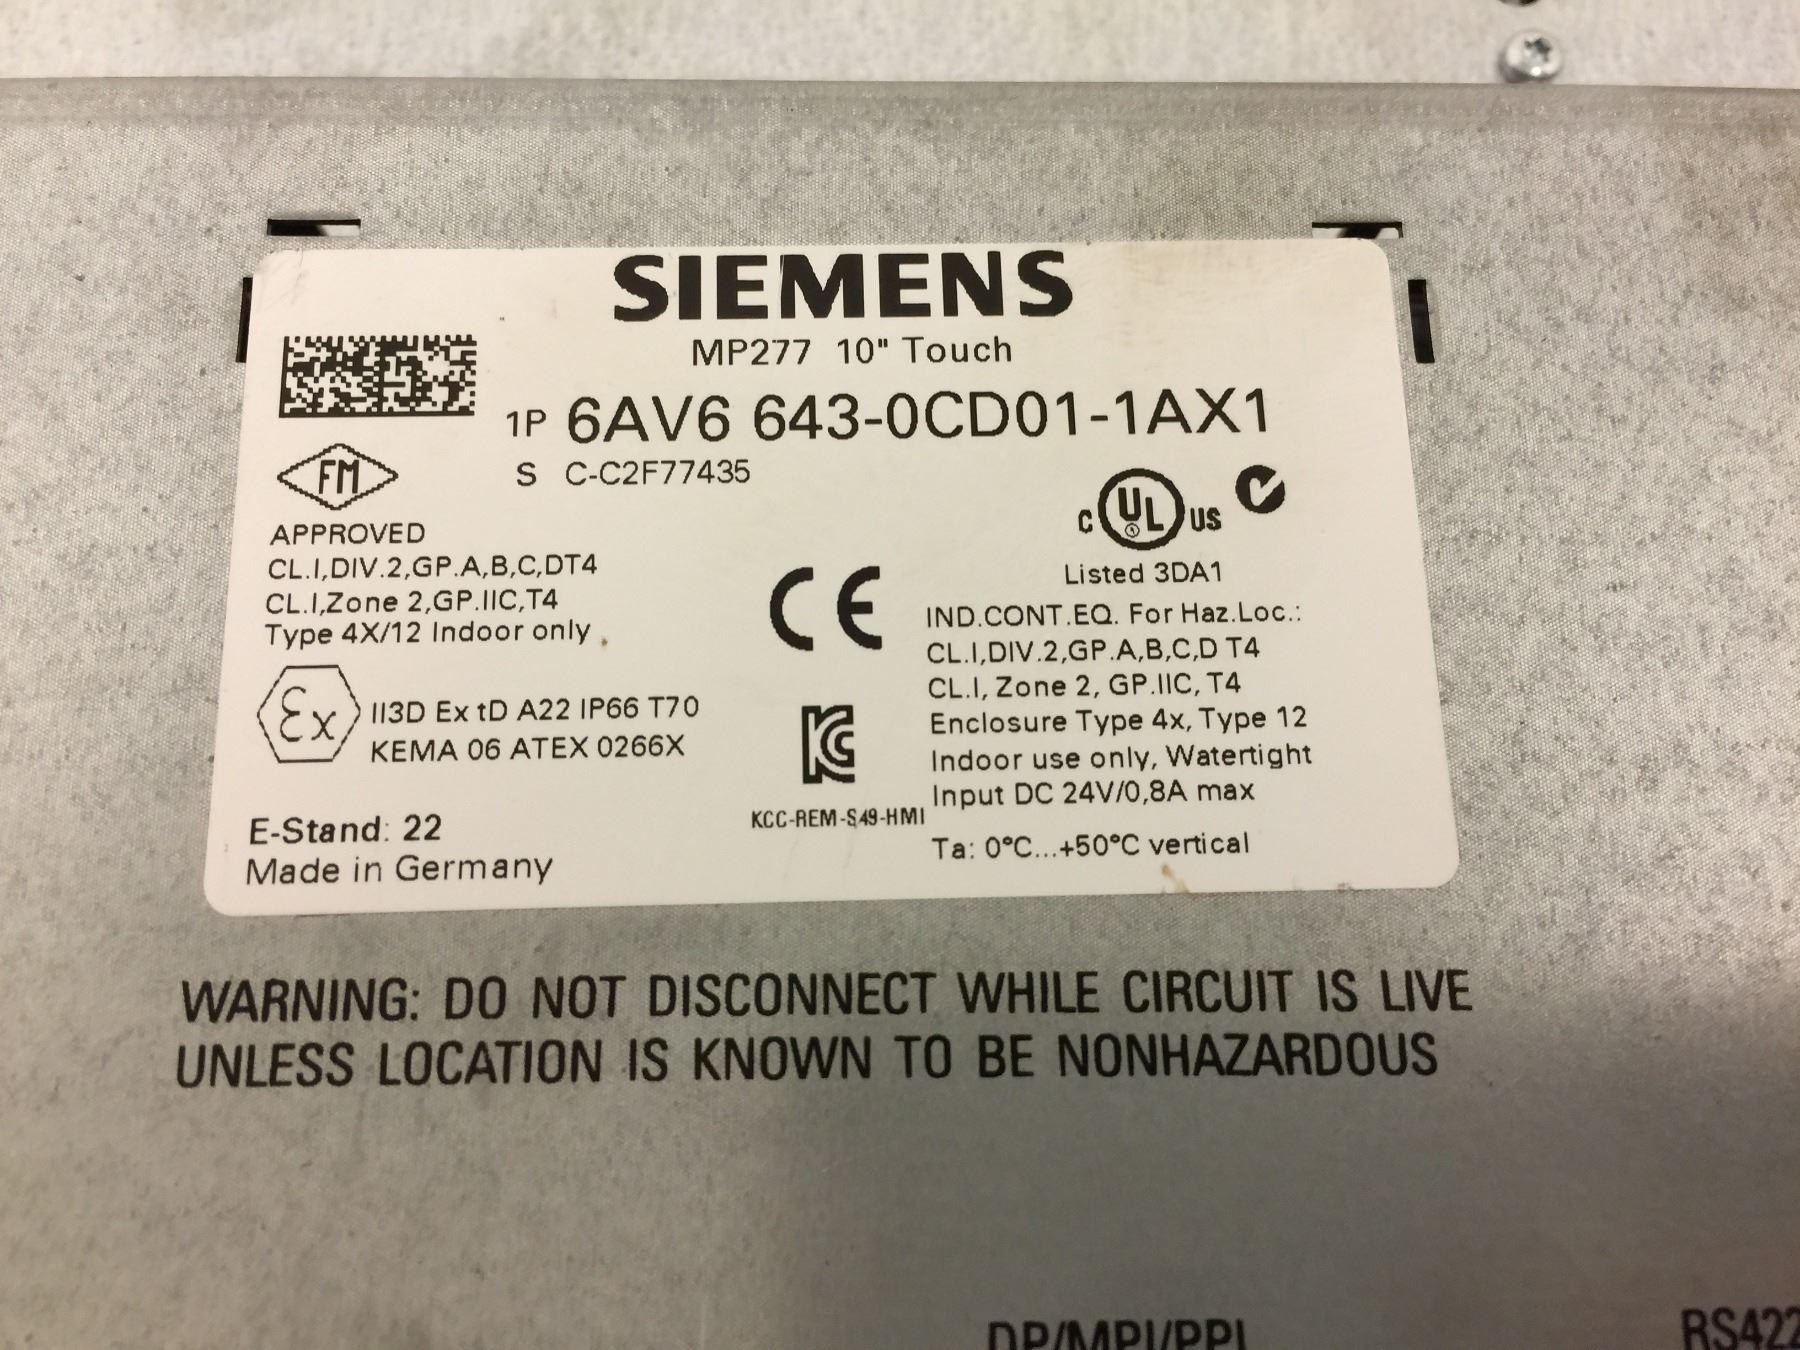 SIEMENS
MP277 10" Touch
1P 6AV6 643-0CD01-1AX1
S C-C2F77435
FM
APPROVED
CL.I,DIV.2,GP.A,B,C,DT4
CL.I,Zone 2,GP.IIC,T4
Type 4X/12 Indoor only
Ex II3D Ex tD A22 IP66 T70
KEMA 06 ATEX 0266X
E-Stand: 22
Made in Germany
CE
KC
KCC-REM-S49-HMI
C UL US
Listed 3DA1
IND.CONT.EQ. For Haz.Loc.:
CL.I,DIV.2,GP.A,B,C,D T4
CL.I, Zone 2, GP.IIC, T4
Enclosure Type 4x, Type 12
Indoor use only, Watertight
Input DC 24V/0,8A max
Ta: 0°C...+50°C vertical
WARNING: DO NOT DISCONNECT WHILE CIRCUIT IS LIVE
UNLESS LOCATION IS KNOWN TO BE NONHAZARDOUS
DP/MPI/PPI RS422